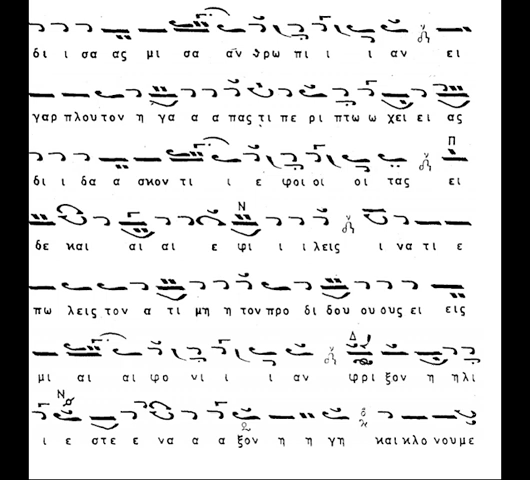 δι ι σα ας μι σα αν θρω πι ι ι αν ει
γαρ πλου τον η γα α α πας τι πε ρι πτω ω χει ει ας
δι ι δα α σκον τι ι ε φοι οι οι τας ει
δε και αι αι ε φι ι ι λεις ι να τι ε
πω λεις τον α τι μη η τον προ δι δου ου ους ει εις
μι αι αι φο νι ι ι αν φρι ξον η ηλι
ι ε στε ε να α α ξον η η γη και κλο νου με